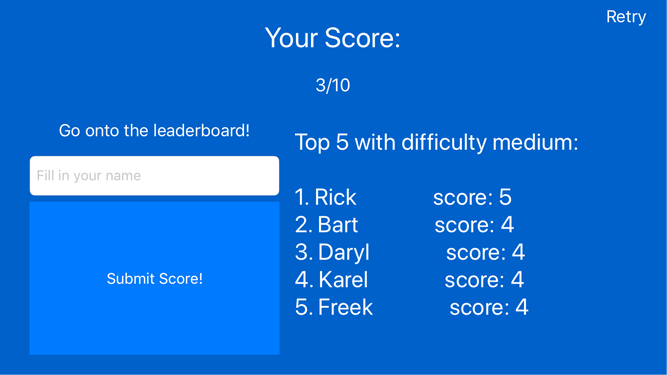 Retry
Your Score:
3/10
Go onto the leaderboard!
Fill in your name
Submit Score!
Top 5 with difficulty medium:
1. Rick score: 5
2. Bart score: 4
3. Daryl score: 4
4. Karel score: 4
5. Freek score: 4